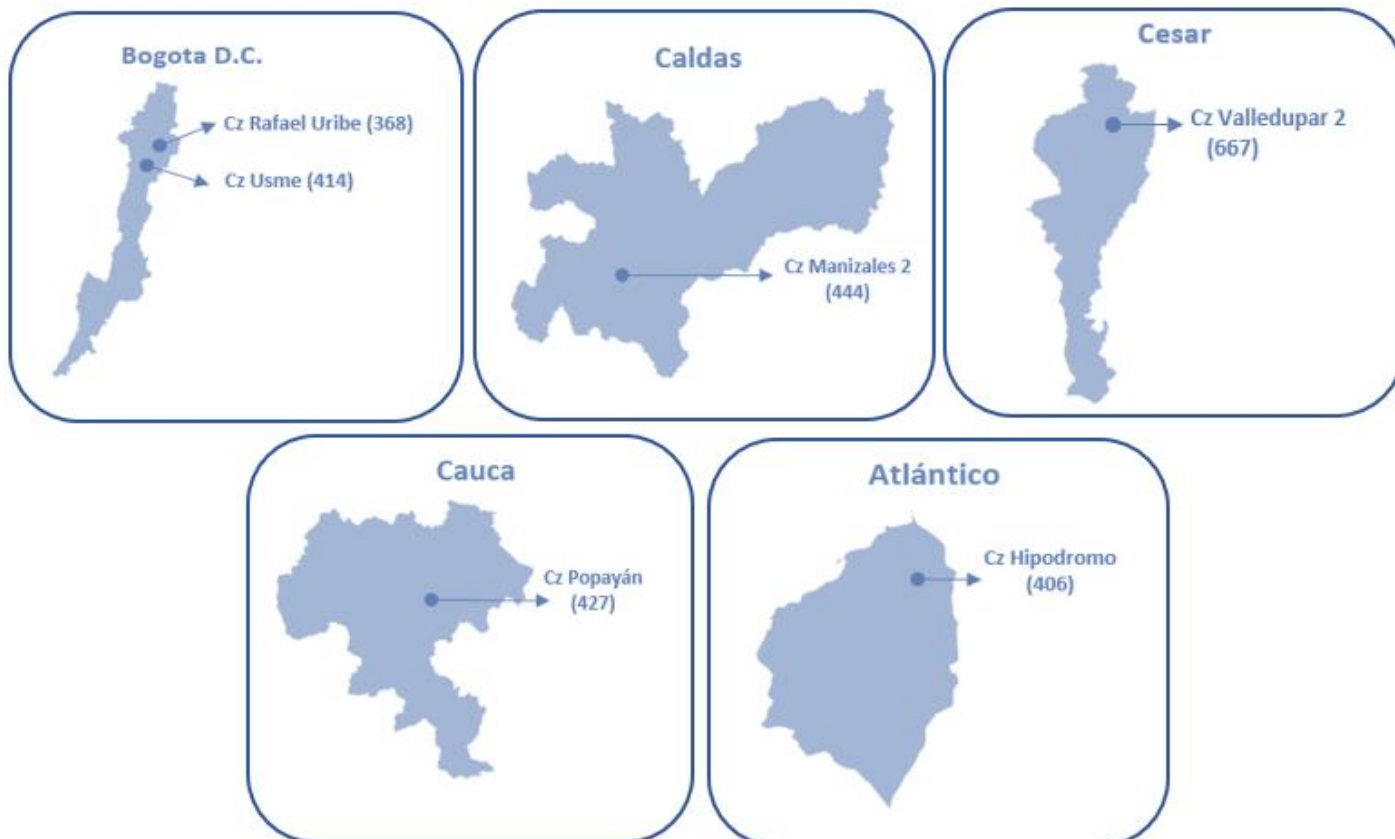 Bogota D.C.
Cz Rafael Uribe (368)
Cz Usme (414)
Caldas
Cz Manizales 2
(444)
Cesar
Cz Valledupar 2
(667)
Cauca
Cz Popayán
(427)
Atlántico
Cz Hipodromo
(406)